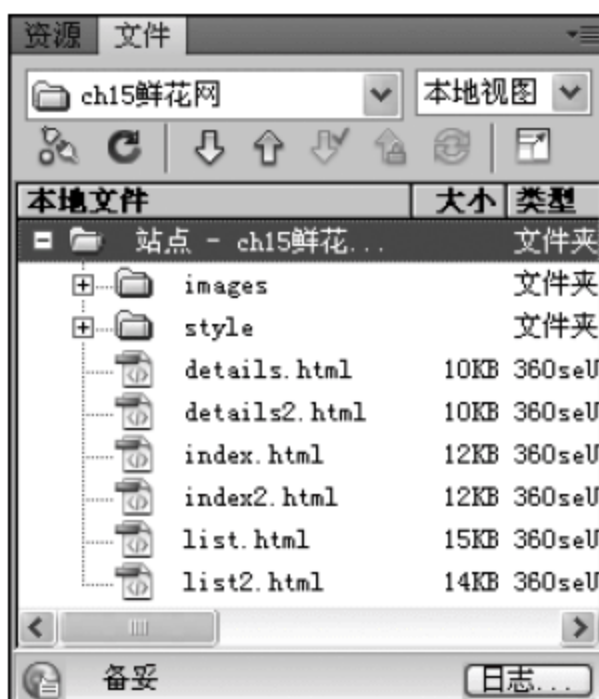 资源 文件
ch15鲜花网 本地视图
本地文件 大小 类型
站点 - ch15鲜花... 文件夹
images 文件夹
style 文件夹
details.html 10KB 360seU
details2.html 10KB 360seU
index.html 12KB 360seU
index2.html 12KB 360seU
list.html 15KB 360seU
list2.html 14KB 360seU
备妥 日志...